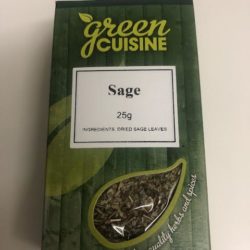 green
CUISINE
Sage
25g
INGREDIENTS: DRIED SAGE LEAVES
quality herbs and spices